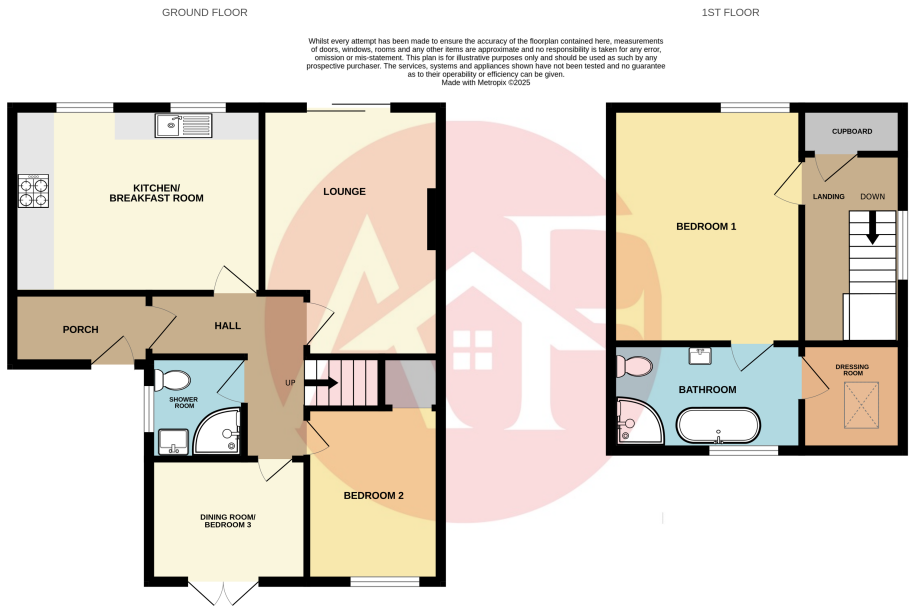 GROUND FLOOR
1ST FLOOR
Whilst every attempt has been made to ensure the accuracy of the floorplan contained here, measurements
of doors, windows, rooms and any other items are approximate and no responsibility is taken for any error,
omission or mis-statement. This plan is for illustrative purposes only and should be used as such by any
prospective purchaser. The services, systems and appliances shown have not been tested and no guarantee
as to their operability or efficiency can be given.
Made with Metropix ©2025
KITCHEN/
BREAKFAST ROOM
LOUNGE
PORCH
HALL
UP
SHOWER
ROOM
BEDROOM 2
DINING ROOM/
BEDROOM 3
CUPBOARD
LANDING
DOWN
BEDROOM 1
BATHROOM
DRESSING
ROOM
AF